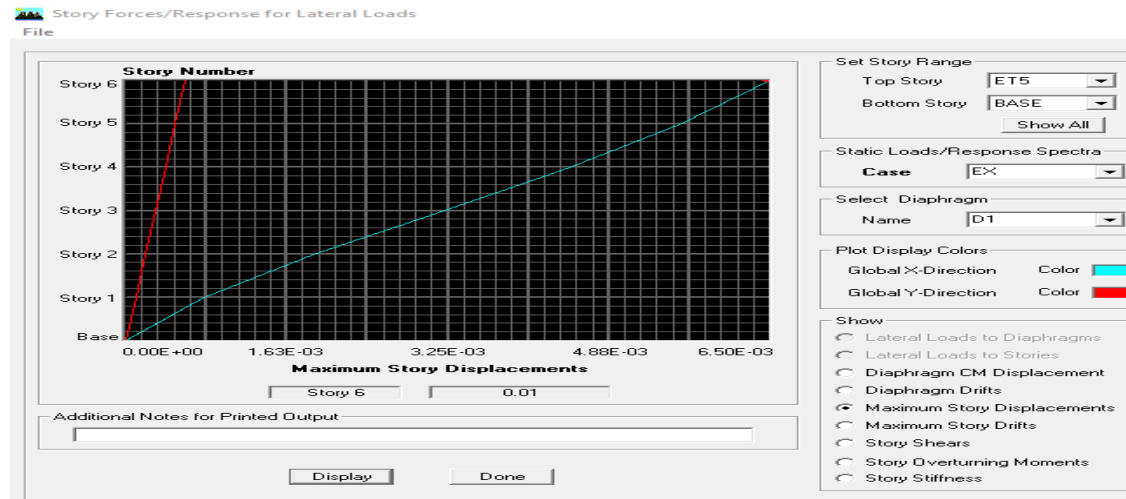 Story Forces/Response for Lateral Loads
File
Story Number
Story 6
Story 5
Story 4
Story 3
Story 2
Story 1
Base
0.00E+00 1.63E-03 3.25E-03 4.88E-03 6.50E-03
Maximum Story Displacements
Story 6 0.01
Additional Notes for Printed Output
Display Done
Set Story Range
Top Story ET5
Bottom Story BASE
Show All
Static Loads/Response Spectra
Case EX
Select Diaphragm
Name D1
Plot Display Colors
Global X-Direction Color
Global Y-Direction Color
Show
Lateral Loads to Diaphragms
Lateral Loads to Stories
Diaphragm CM Displacement
Diaphragm Drifts
Maximum Story Displacements
Maximum Story Drifts
Story Shears
Story Overturning Moments
Story Stiffness